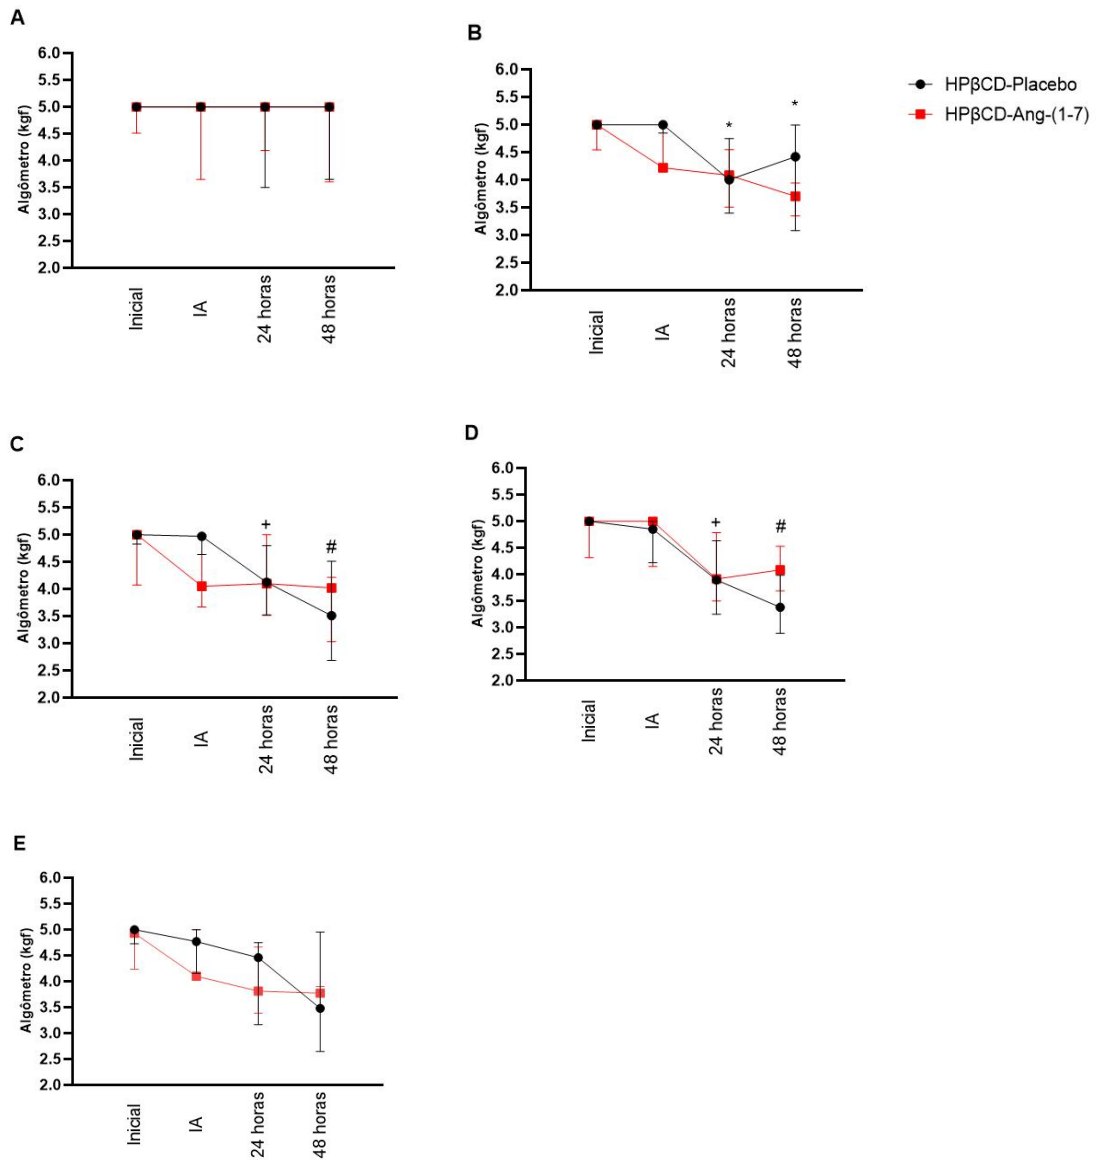 A
6.0
5.5
5.0
4.5
4.0
3.5
3.0
2.5
2.0
Algômetro (kgf)
Inicial
IA
24 horas
48 horas
B
6.0
5.5
5.0
4.5
4.0
3.5
3.0
2.5
2.0
Algômetro (kgf)
*
*
Inicial
IA
24 horas
48 horas
HPβCD-Placebo
HPβCD-Ang-(1-7)
C
6.0
5.5
5.0
4.5
4.0
3.5
3.0
2.5
2.0
Algômetro (kgf)
+
#
Inicial
IA
24 horas
48 horas
D
6.0
5.5
5.0
4.5
4.0
3.5
3.0
2.5
2.0
Algômetro (kgf)
+
#
Inicial
IA
24 horas
48 horas
E
6.0
5.5
5.0
4.5
4.0
3.5
3.0
2.5
2.0
Algômetro (kgf)
Inicial
IA
24 horas
48 horas